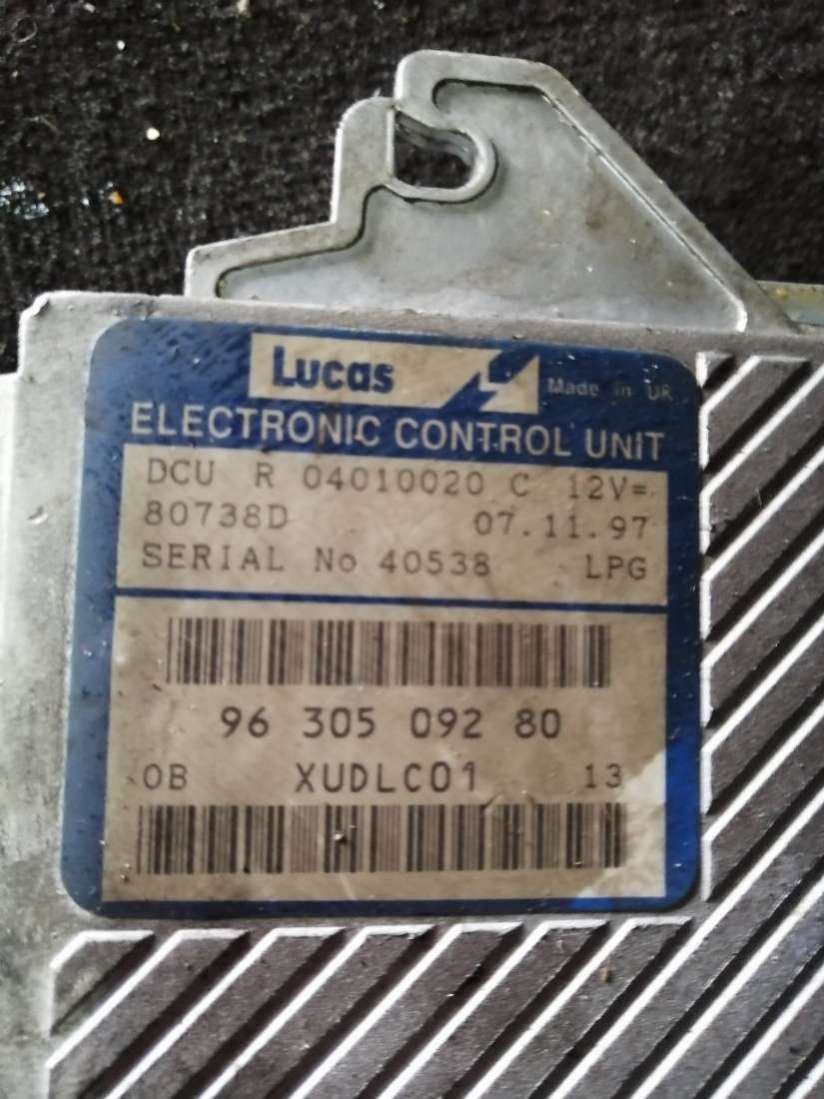 Lucas
Made in UK
ELECTRONIC CONTROL UNIT
DCU R 04010020 C 12V=
80738D 07.11.97
SERIAL No 40538 LPG
96 305 092 80
0B XUDLC01 13